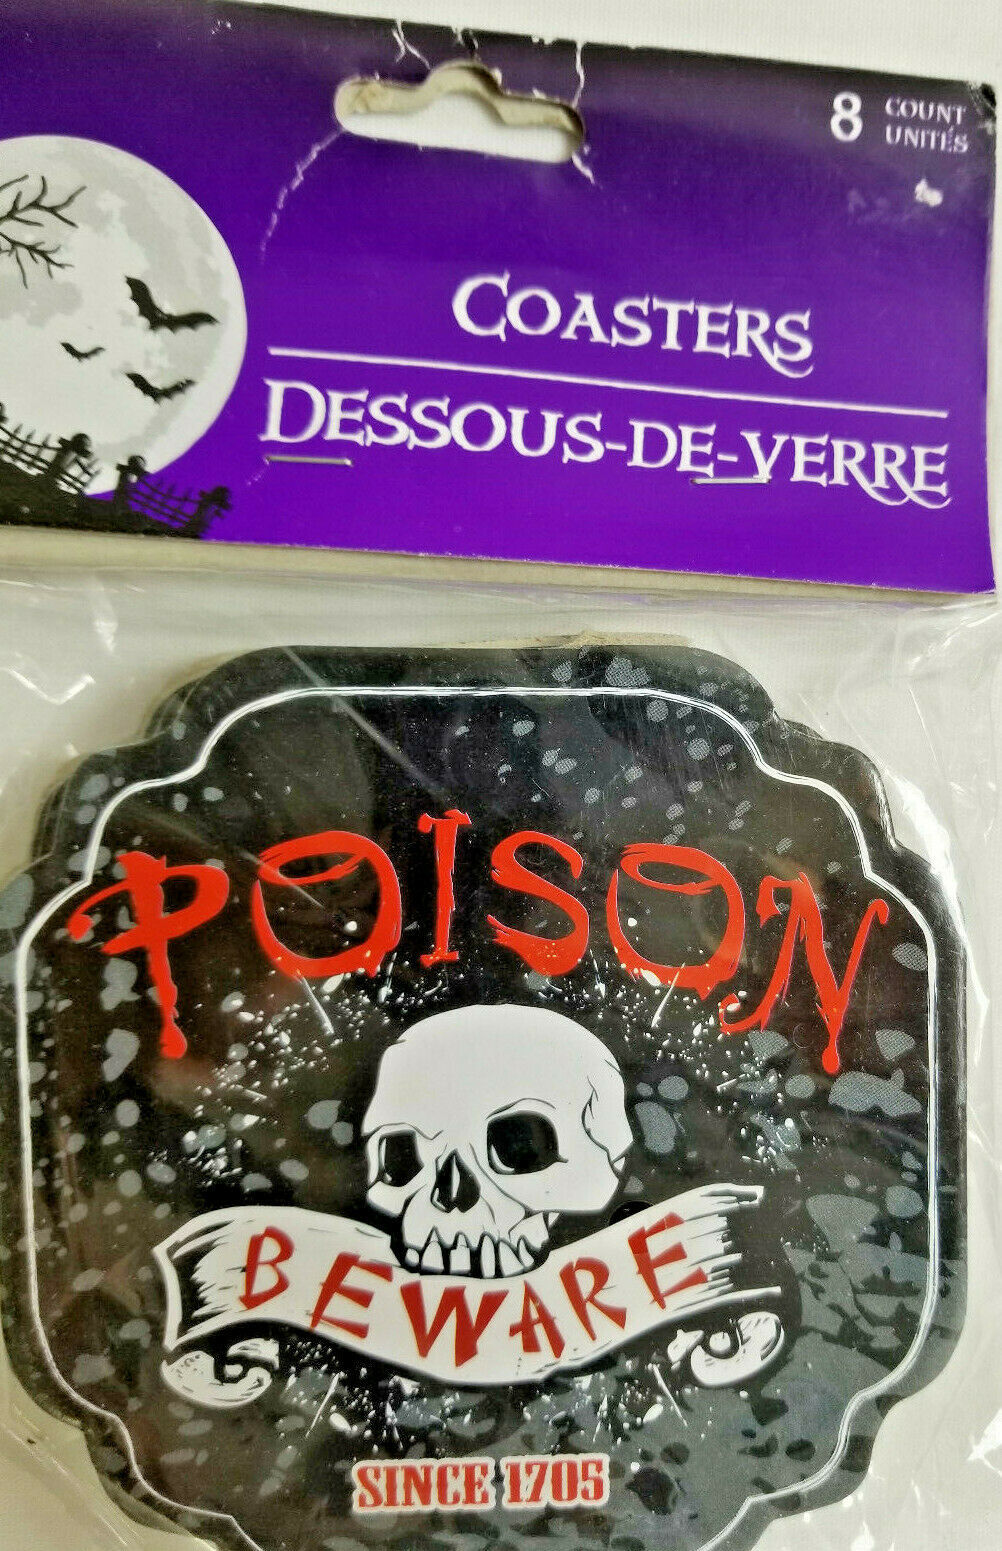 8 COUNT
UNITÉS
COASTERS
DESSOUS-DE-VERRE
POISON
BEWARE
SINCE 1705